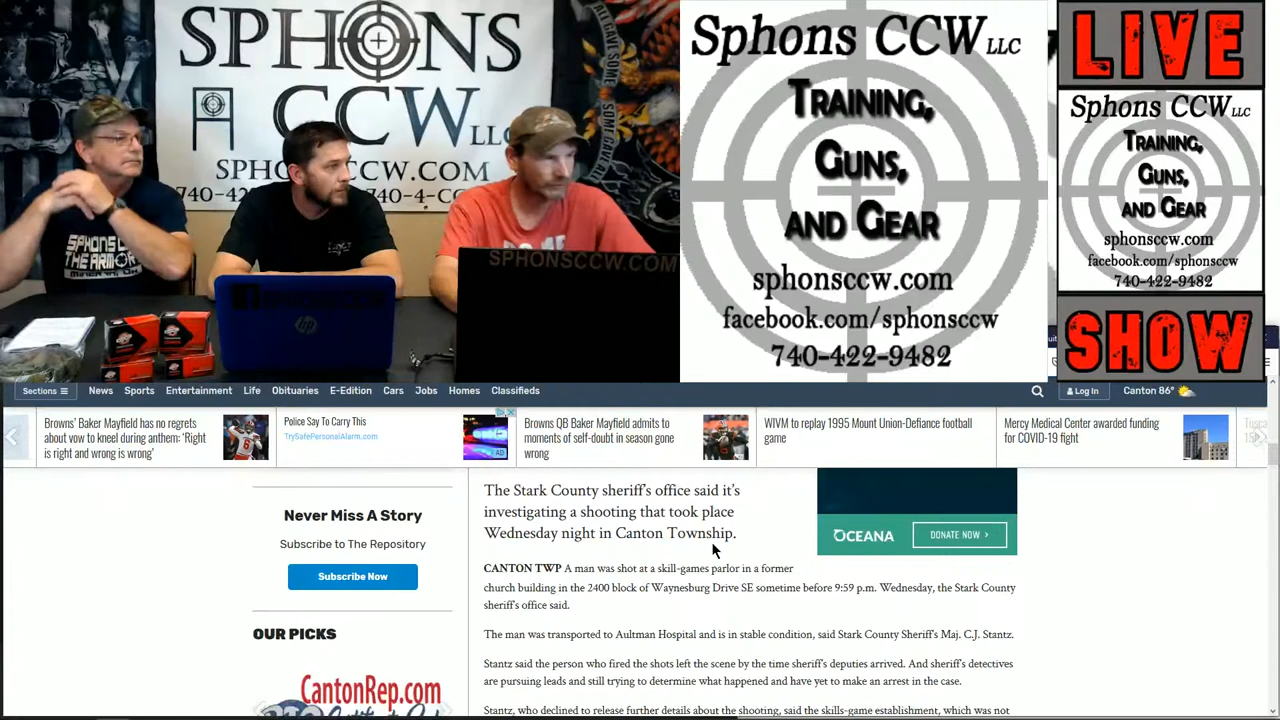 SPHONS
CCW LLC
SPHONSCCW.COM
SPHONS
THE ARMOR
SPHONSCCW.COM
hp
Sphons CCW LLC
Training,
Guns,
and Gear
sphonsccw.com
facebook.com/sphonsccw
740-422-9482
LIVE
Sphons CCW LLC
Training,
Guns,
and Gear
sphonsccw.com
facebook.com/sphonsccw
740-422-9482
SHOW
Sections News Sports Entertainment Life Obituaries E-Edition Cars Jobs Homes Classifieds Log In Canton 86°
Browns' Baker Mayfield has no regrets
about vow to kneel during anthem: 'Right
is right and wrong is wrong'
Police Say To Carry This
TrySafePersonalAlarm.com
AD
Browns QB Baker Mayfield admits to
moments of self-doubt in season gone
wrong
WIVM to replay 1995 Mount Union-Defiance football
game
Mercy Medical Center awarded funding
for COVID-19 fight
Never Miss A Story
Subscribe to The Repository
Subscribe Now
OUR PICKS
CantonRep.com
The Stark County sheriff's office said it's
investigating a shooting that took place
Wednesday night in Canton Township.
OCEANA DONATE NOW >
CANTON TWP A man was shot at a skill-games parlor in a former
church building in the 2400 block of Waynesburg Drive SE sometime before 9:59 p.m. Wednesday, the Stark County
sheriff's office said.
The man was transported to Aultman Hospital and is in stable condition, said Stark County Sheriff's Maj. C.J. Stantz.
Stantz said the person who fired the shots left the scene by the time sheriff's deputies arrived. And sheriff's detectives
are pursuing leads and still trying to determine what happened and have yet to make an arrest in the case.
Stantz, who declined to release further details about the shooting, said the skills-game establishment, which was not